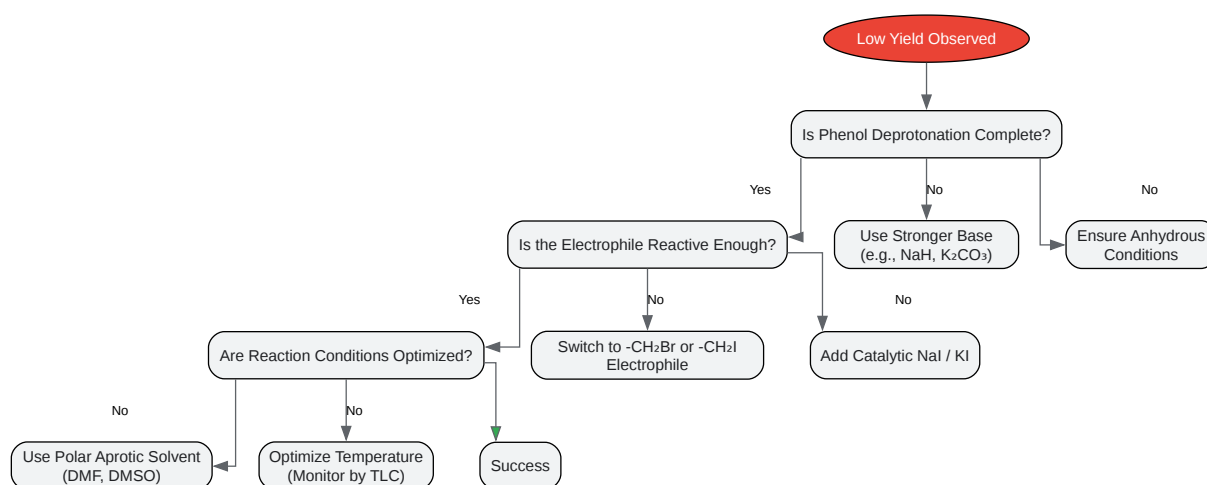 Low Yield Observed
Is Phenol Deprotonation Complete?
Yes
No
No
Is the Electrophile Reactive Enough?
Use Stronger Base
(e.g., NaH, K₂CO₃)
Ensure Anhydrous
Conditions
Yes
No
No
Are Reaction Conditions Optimized?
Switch to -CH₂Br or -CH₂I
Electrophile
Add Catalytic NaI / KI
No
No
Use Polar Aprotic Solvent
(DMF, DMSO)
Optimize Temperature
(Monitor by TLC)
Success